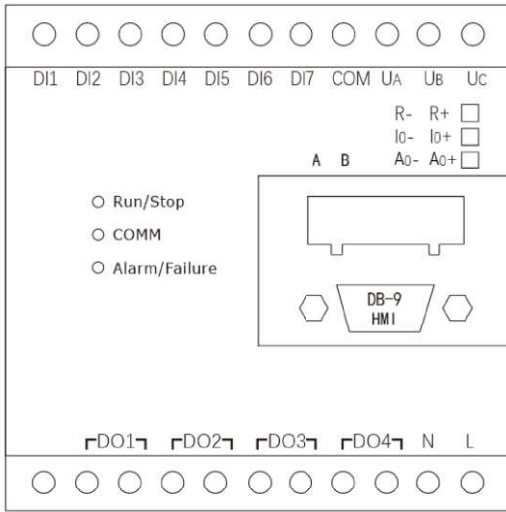 DI1 DI2 DI3 DI4 DI5 DI6 DI7 COM UA UB UC
R- R+
I0- I0+
A B A0- A0+
Run/Stop
COMM
Alarm/Failure
DB-9
HMI
DO1 DO2 DO3 DO4 N L